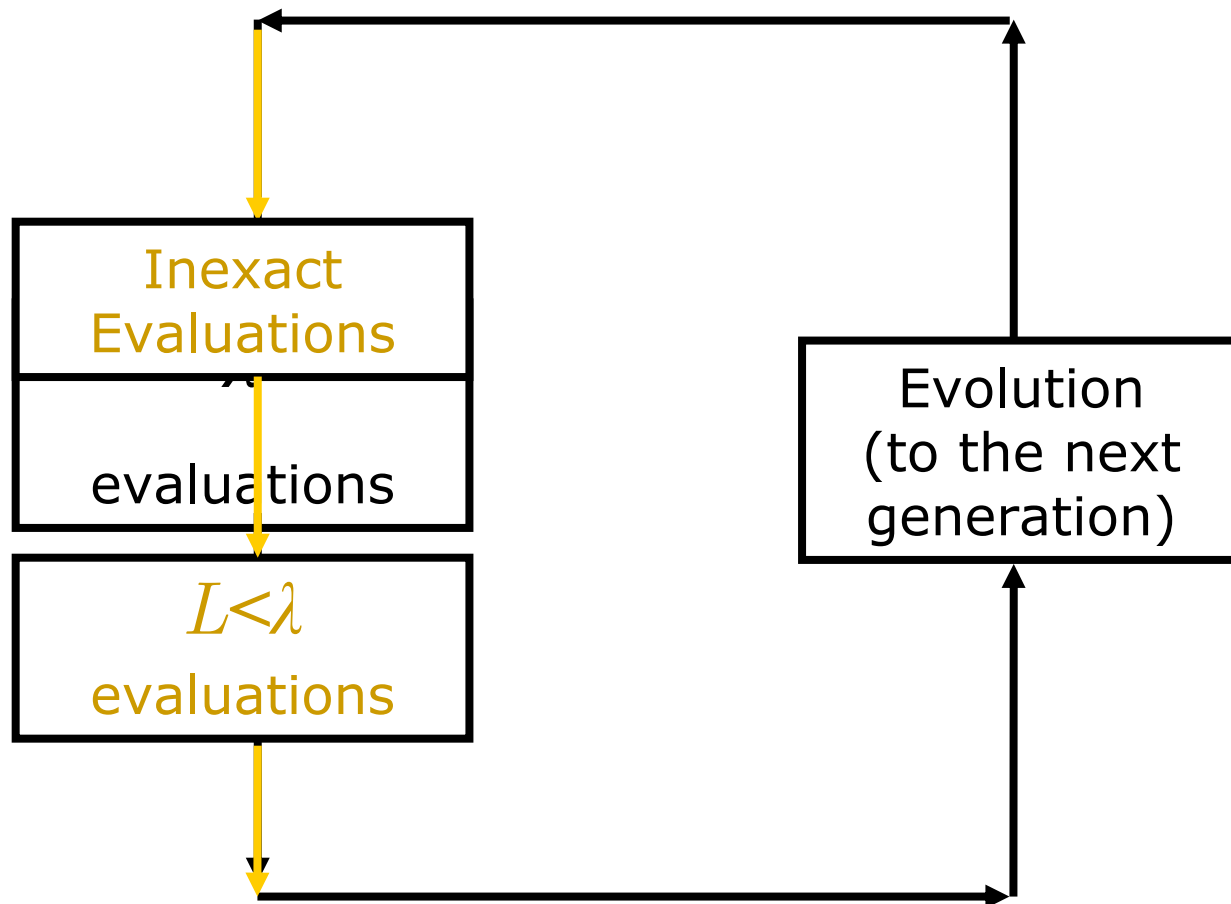 Inexact
Evaluations
evaluations
L<λ
evaluations
Evolution
(to the next
generation)